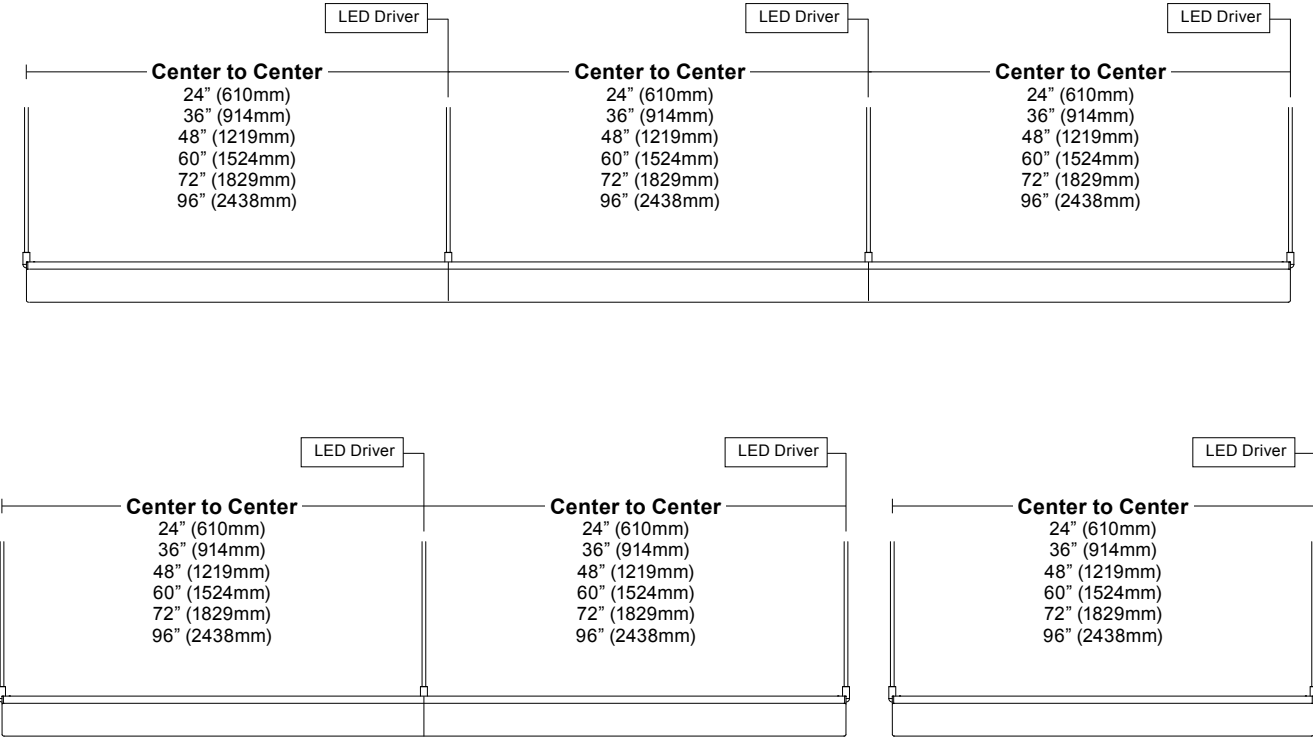 LED Driver
LED Driver
LED Driver
Center to Center
24” (610mm)
36” (914mm)
48” (1219mm)
60” (1524mm)
72” (1829mm)
96” (2438mm)
Center to Center
24” (610mm)
36” (914mm)
48” (1219mm)
60” (1524mm)
72” (1829mm)
96” (2438mm)
Center to Center
24” (610mm)
36” (914mm)
48” (1219mm)
60” (1524mm)
72” (1829mm)
96” (2438mm)
LED Driver
LED Driver
LED Driver
Center to Center
24” (610mm)
36” (914mm)
48” (1219mm)
60” (1524mm)
72” (1829mm)
96” (2438mm)
Center to Center
24” (610mm)
36” (914mm)
48” (1219mm)
60” (1524mm)
72” (1829mm)
96” (2438mm)
Center to Center
24” (610mm)
36” (914mm)
48” (1219mm)
60” (1524mm)
72” (1829mm)
96” (2438mm)